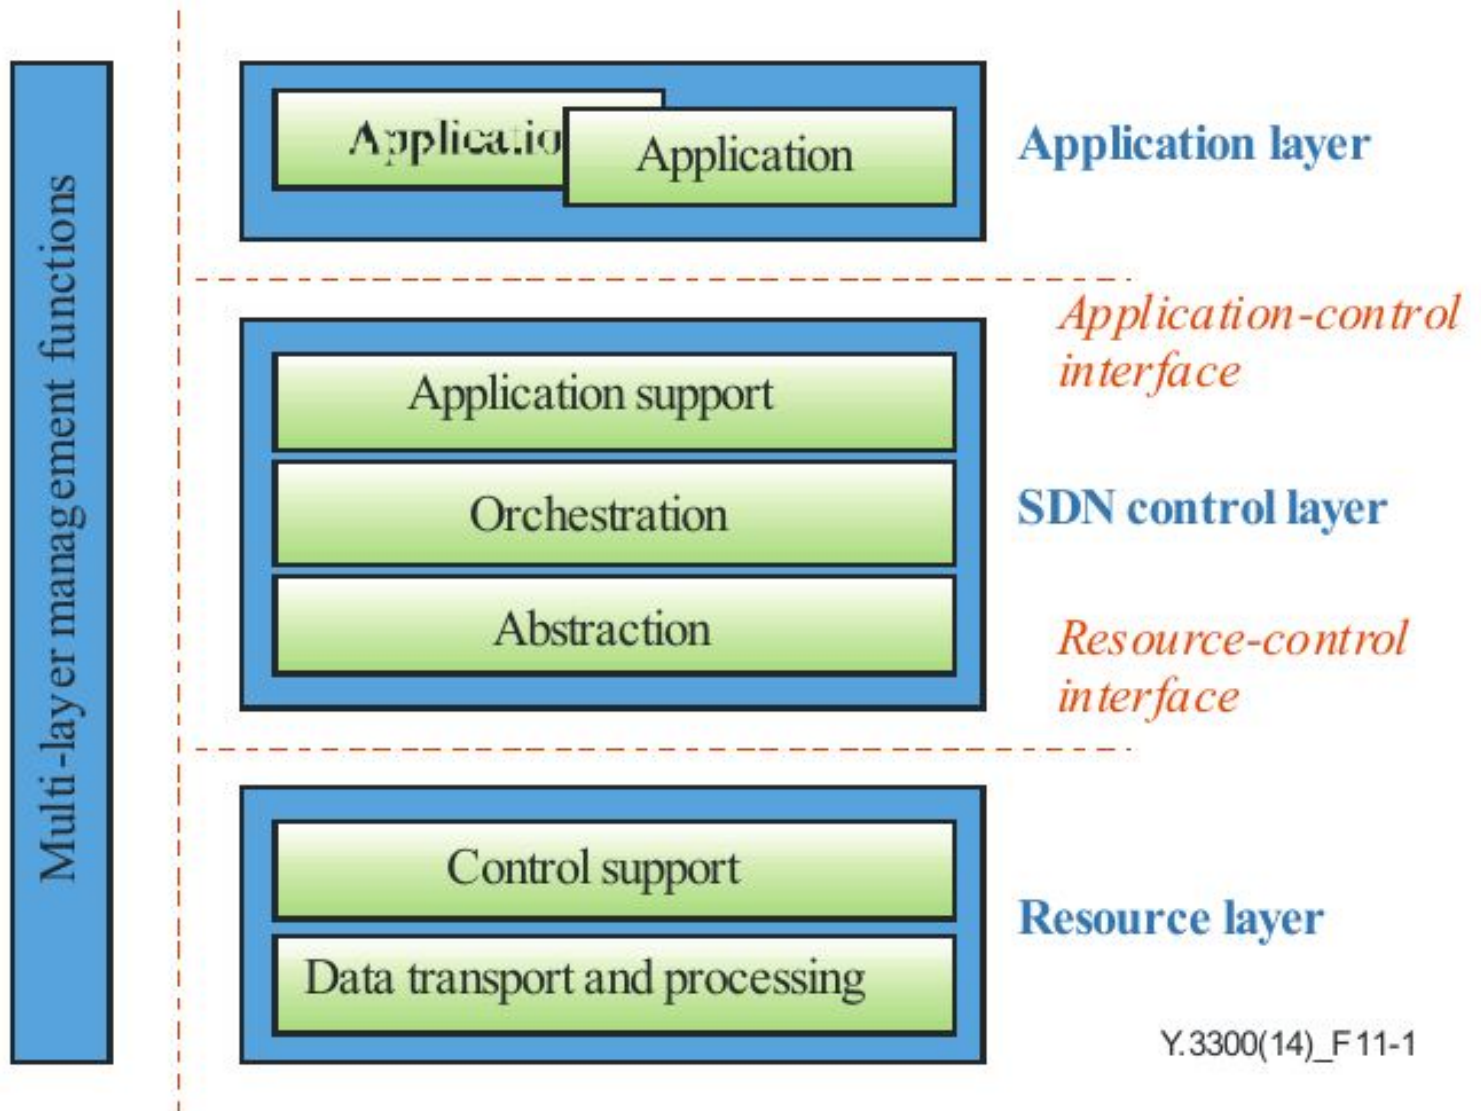 Multi-layer management functions
Application
Application layer
Application-control
interface
Application support
Orchestration
SDN control layer
Abstraction
Resource-control
interface
Control support
Resource layer
Data transport and processing
Y.3300(14)_F11-1